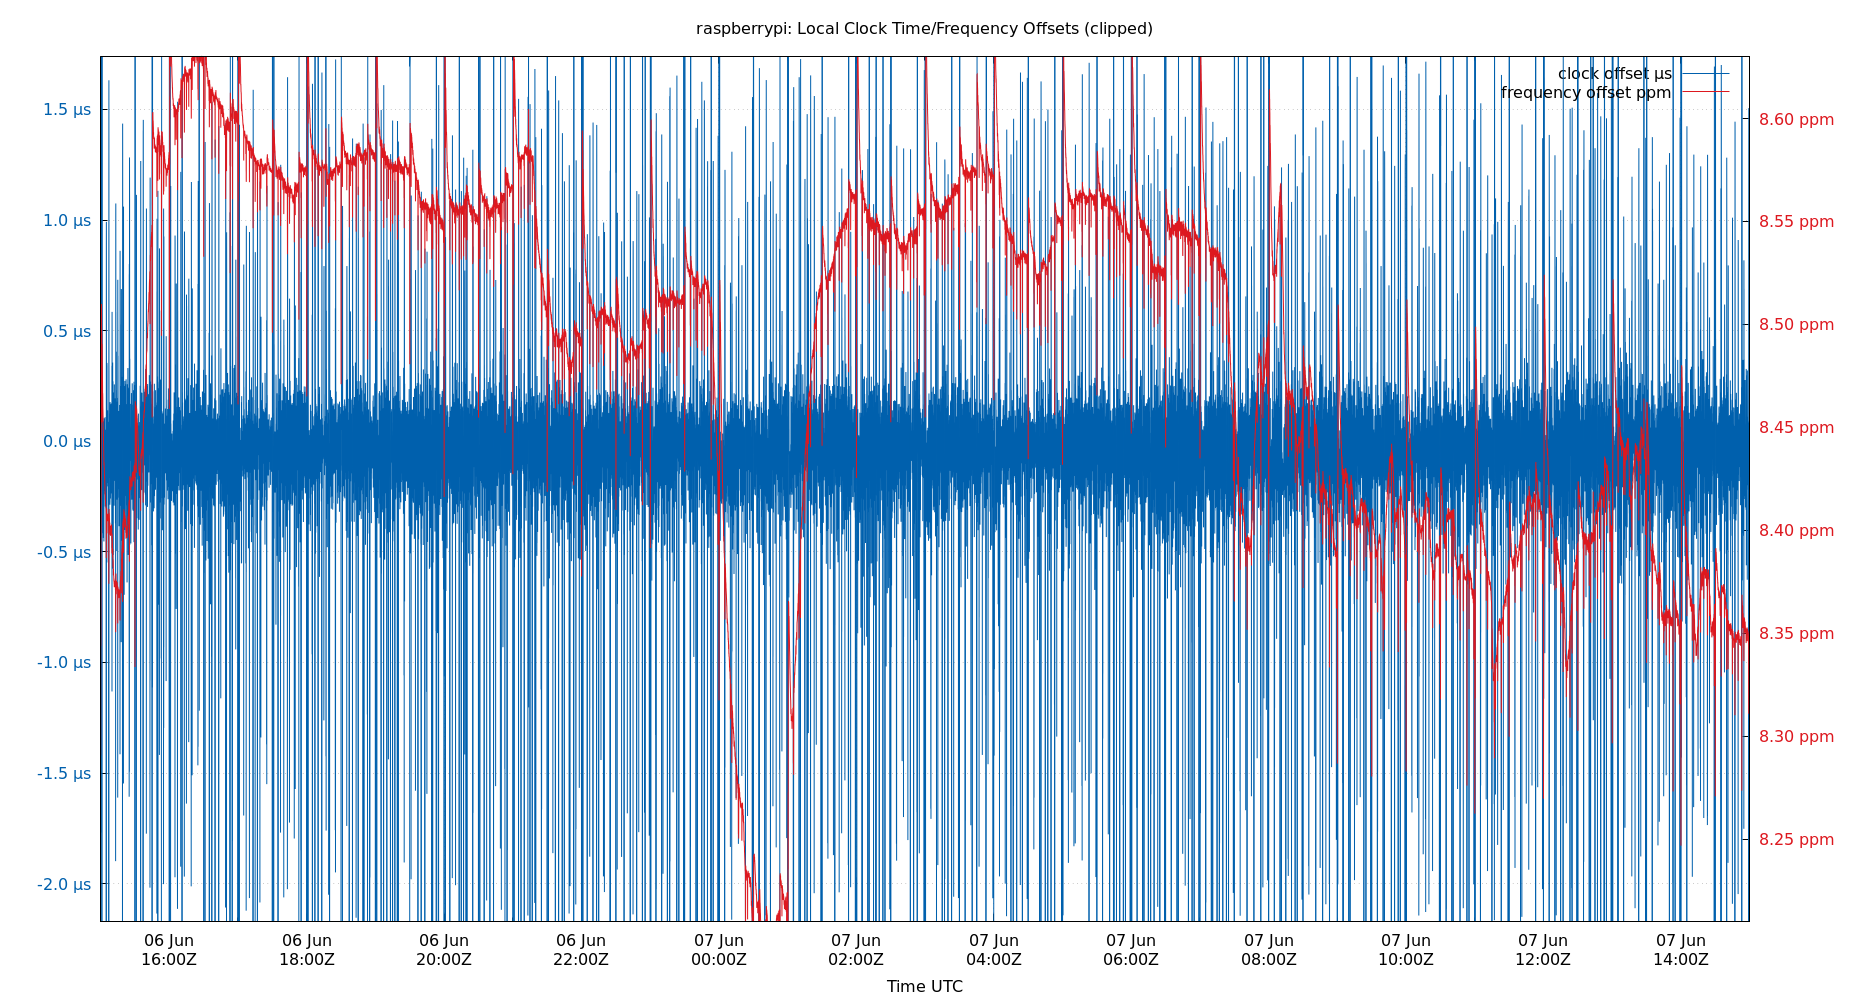 raspberrypi: Local Clock Time/Frequency Offsets (clipped)
clock offset µs
frequency offset ppm
1.5 µs
1.0 µs
0.5 µs
0.0 µs
-0.5 µs
-1.0 µs
-1.5 µs
-2.0 µs
8.60 ppm
8.55 ppm
8.50 ppm
8.45 ppm
8.40 ppm
8.35 ppm
8.30 ppm
8.25 ppm
06 Jun 06 Jun 06 Jun 06 Jun 07 Jun 07 Jun 07 Jun 07 Jun 07 Jun 07 Jun 07 Jun 07 Jun
16:00Z 18:00Z 20:00Z 22:00Z 00:00Z 02:00Z 04:00Z 06:00Z 08:00Z 10:00Z 12:00Z 14:00Z
Time UTC